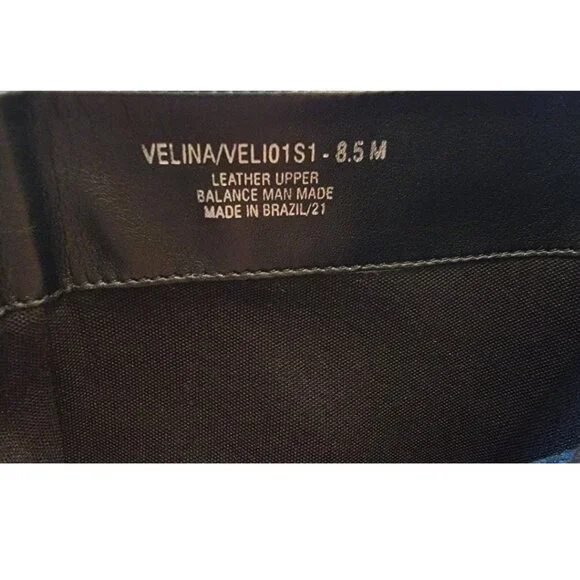 VELINA/VELI01S1 - 8.5 M
LEATHER UPPER
BALANCE MAN MADE
MADE IN BRAZIL/21